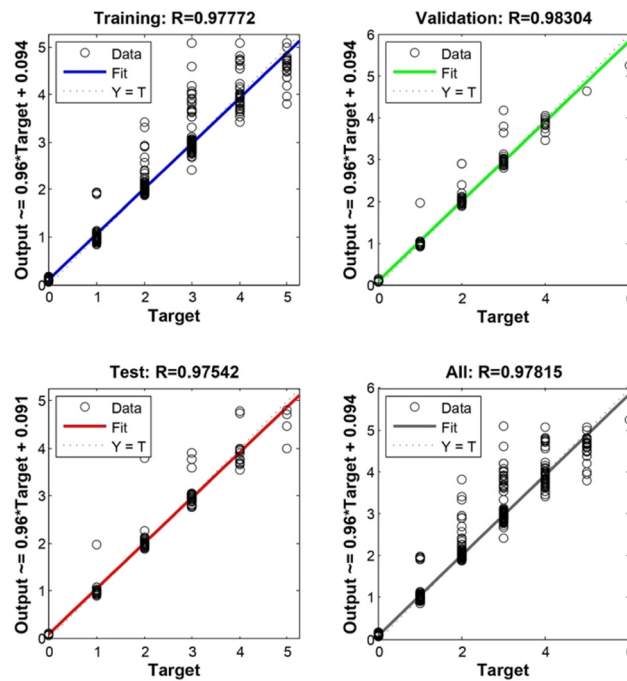 Training: R=0.97772
Output ~= 0.96*Target + 0.094
5
4
3
2
1
0
Data
Fit
Y = T
0 1 2 3 4 5
Target
Validation: R=0.98304
Output ~= 0.96*Target + 0.094
6
5
4
3
2
1
0
Data
Fit
Y = T
0 2 4 6
Target
Test: R=0.97542
Output ~= 0.96*Target + 0.091
5
4
3
2
1
0
Data
Fit
Y = T
0 1 2 3 4 5
Target
All: R=0.97815
Output ~= 0.96*Target + 0.094
6
5
4
3
2
1
0
Data
Fit
Y = T
0 2 4 6
Target